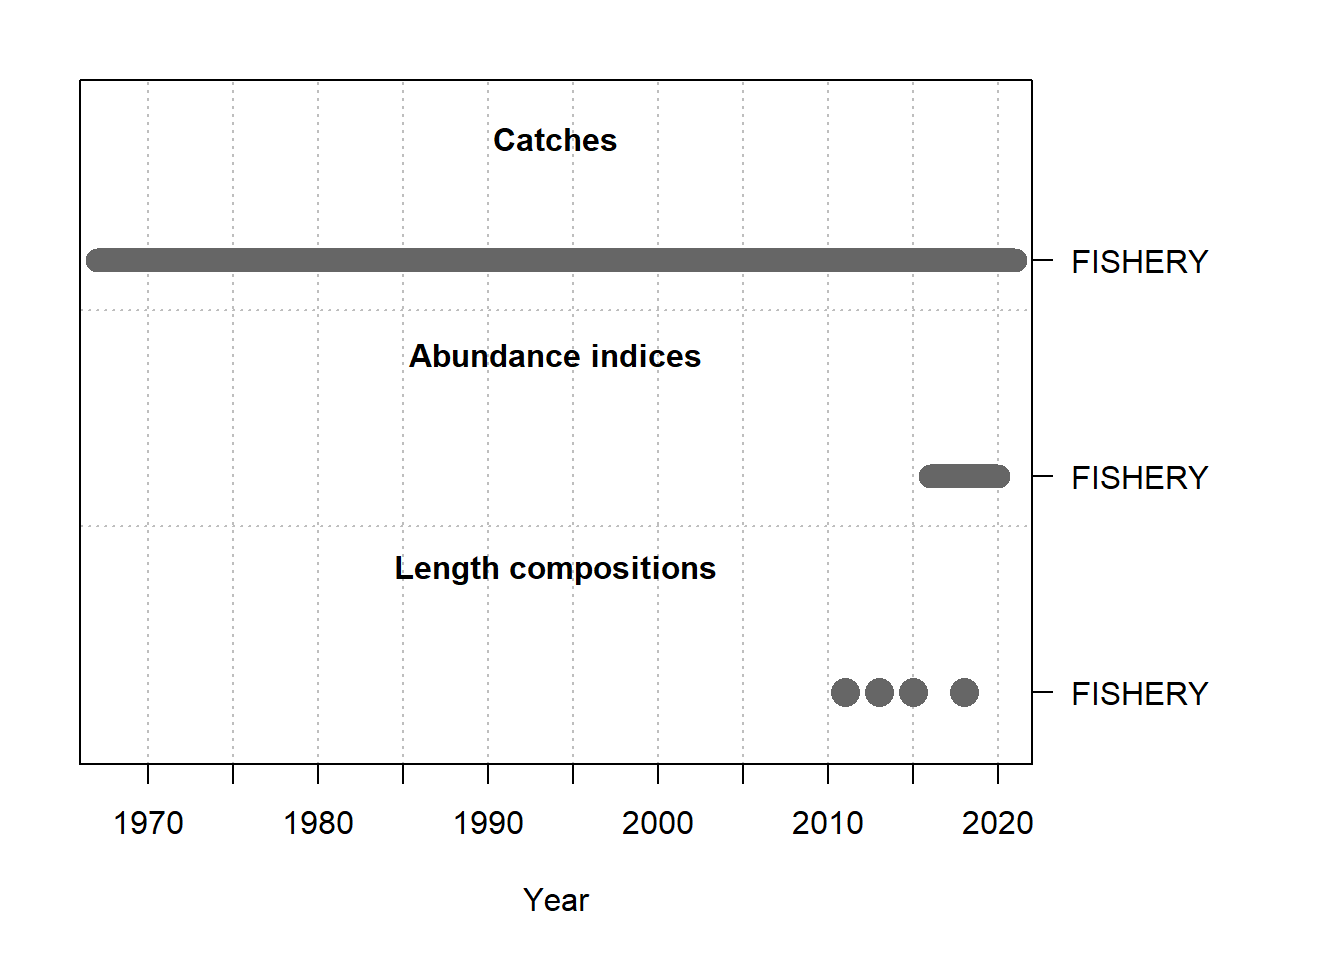 Catches
FISHERY
Abundance indices
FISHERY
Length compositions
FISHERY
1970 1980 1990 2000 2010 2020
Year